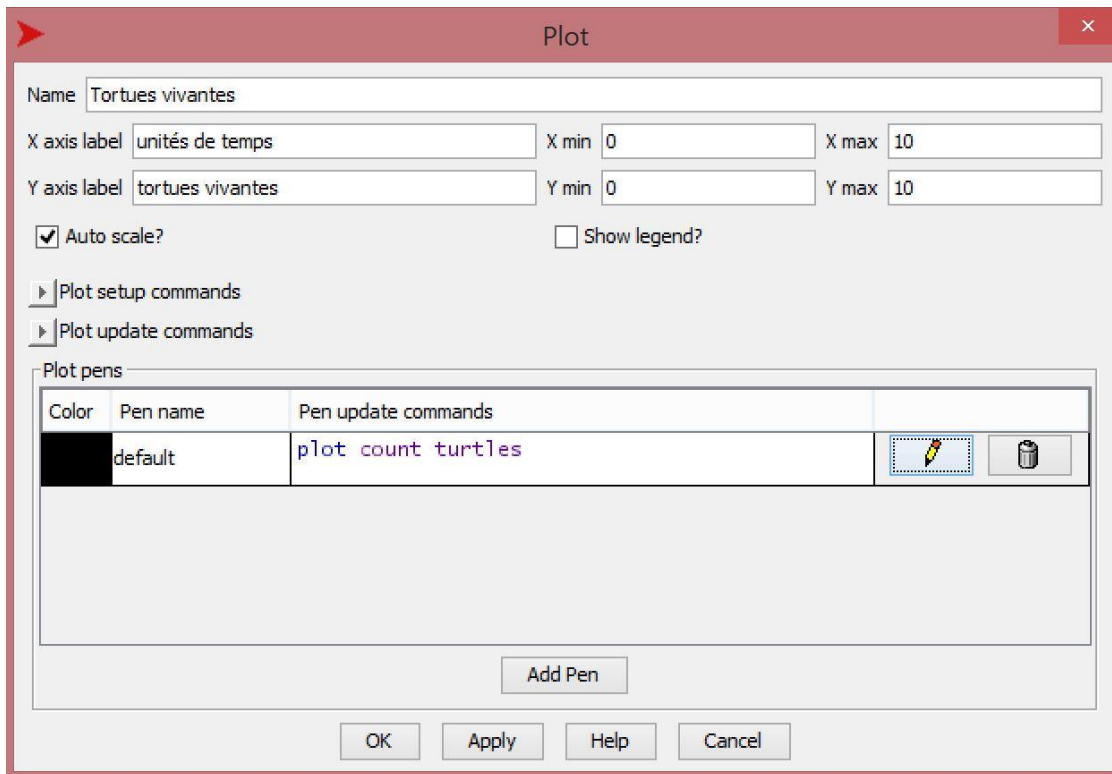 Plot
Name Tortues vivantes
X axis label unités de temps X min 0 X max 10
Y axis label tortues vivantes Y min 0 Y max 10
Auto scale? Show legend?
Plot setup commands
Plot update commands
Plot pens
Color Pen name Pen update commands
default plot count turtles
Add Pen
OK Apply Help Cancel